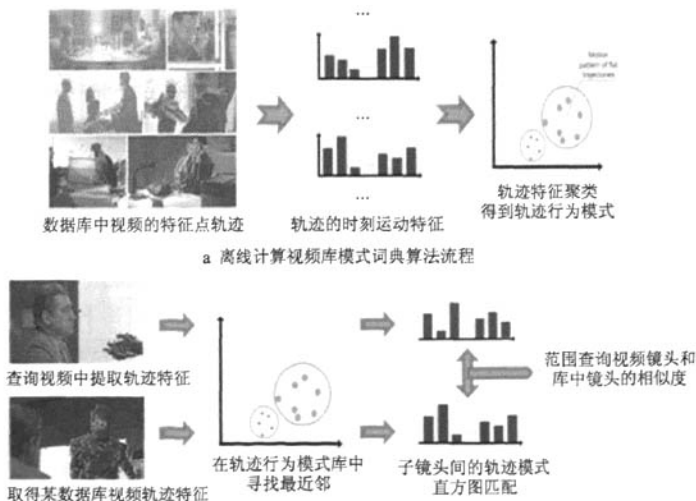 …
Motion
pattern of full
trajectories
…
…
数据库中视频的特征点轨迹
轨迹的时刻运动特征
轨迹特征聚类
得到轨迹行为模式
a 离线计算视频库模式词典算法流程
查询视频中提取轨迹特征
范围查询视频镜头和
库中镜头的相似度
取得某数据库视频轨迹特征
在轨迹行为模式库中
寻找最近邻
子镜头间的轨迹模式
直方图匹配